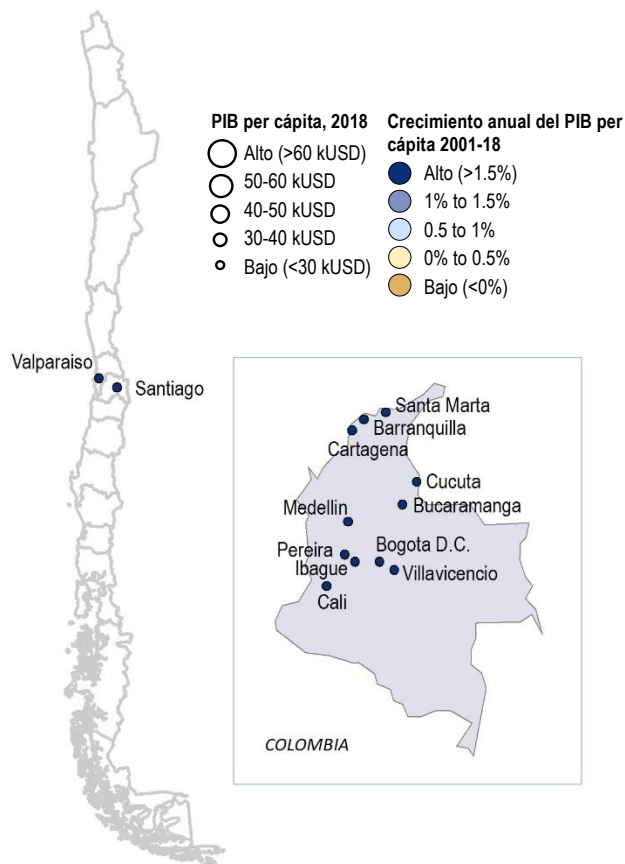 PIB per cápita, 2018
Alto (>60 kUSD)
50-60 kUSD
40-50 kUSD
30-40 kUSD
Bajo (<30 kUSD)
Crecimiento anual del PIB per
cápita 2001-18
Alto (>1.5%)
1% to 1.5%
0.5 to 1%
0% to 0.5%
Bajo (<0%)
Valparaiso
Santiago
Santa Marta
Barranquilla
Cartagena
Cucuta
Bucaramanga
Medellin
Pereira
Bogota D.C.
Ibague
Villavicencio
Cali
COLOMBIA